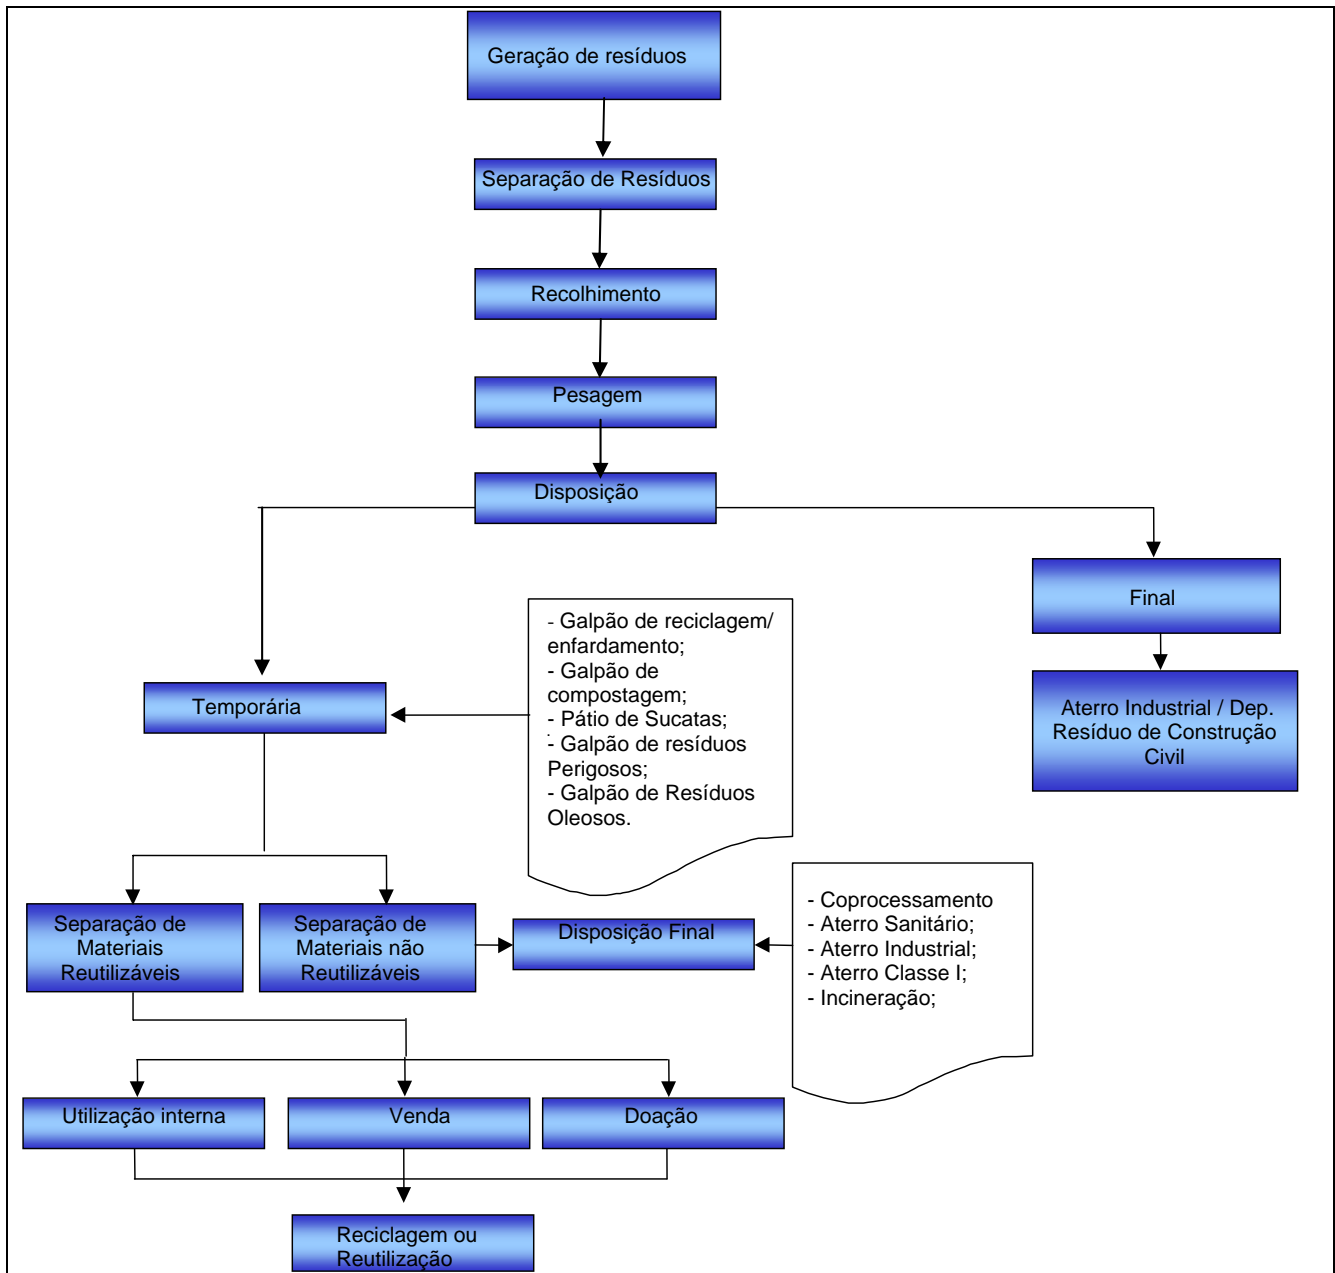 Geração de resíduos
Separação de Resíduos
Recolhimento
Pesagem
Disposição
Final
Aterro Industrial / Dep.
Resíduo de Construção
Civil
- Galpão de reciclagem/
enfardamento;
- Galpão de
compostagem;
- Pátio de Sucatas;
- Galpão de resíduos
Perigosos;
- Galpão de Resíduos
Oleosos.
Temporária
Separação de
Materiais
Reutilizáveis
Separação de
Materiais não
Reutilizáveis
Disposição Final
- Coprocessamento
- Aterro Sanitário;
- Aterro Industrial;
- Aterro Classe I;
- Incineração;
Utilização interna
Venda
Doação
Reciclagem ou
Reutilização